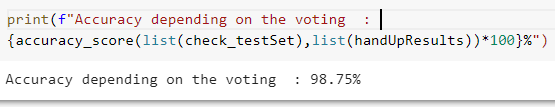 print(f"Accuracy depending on the voting  :
{accuracy_score(list(check_testSet),list(handUpResults))*100}%")
Accuracy depending on the voting  : 98.75%